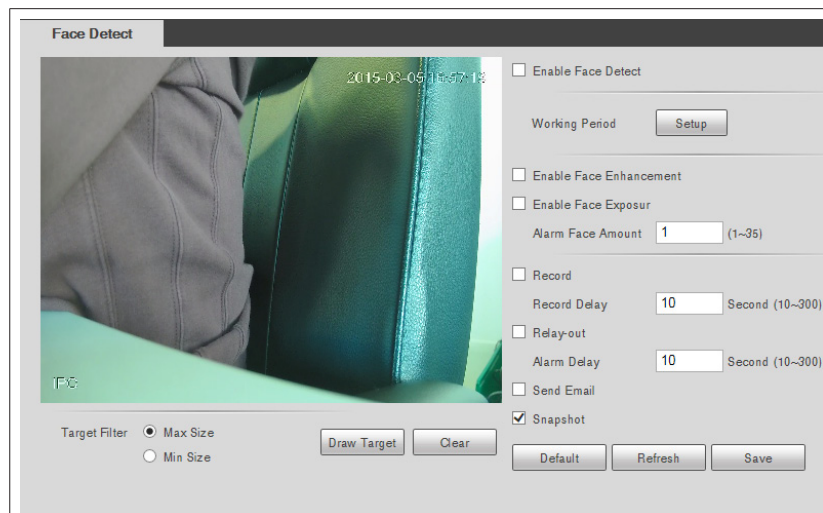 Face Detect
2015-03-05 16:57:18
IPC
Enable Face Detect
Working Period
Setup
Enable Face Enhancement
Enable Face Exposur
Alarm Face Amount
1
(1~35)
Record
Record Delay
10
Second (10~300)
Relay-out
Alarm Delay
10
Second (10~300)
Send Email
Snapshot
Target Filter
Max Size
Min Size
Draw Target
Clear
Default
Refresh
Save